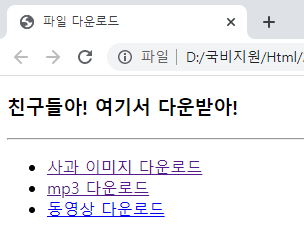 파일 다운로드
파일 | D:/국비지원/Html/
친구들아! 여기서 다운받아!
사과 이미지 다운로드
mp3 다운로드
동영상 다운로드